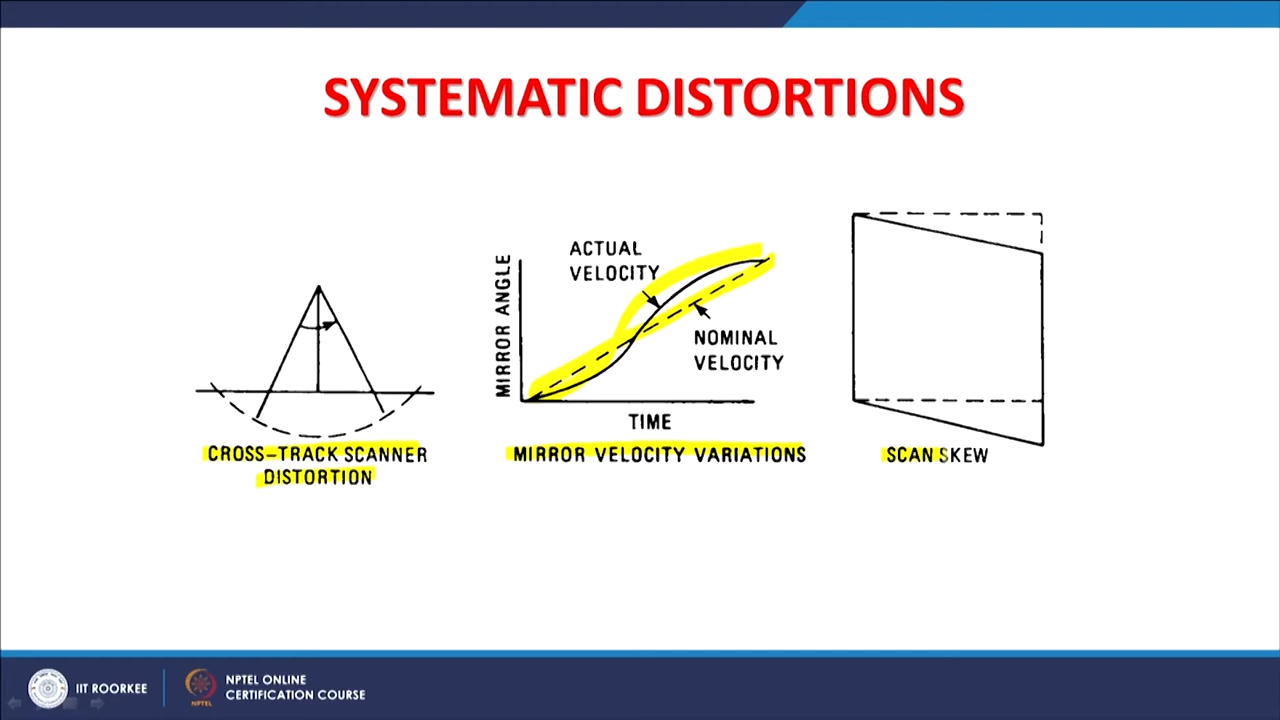 SYSTEMATIC DISTORTIONS
CROSS-TRACK SCANNER
DISTORTION
MIRROR ANGLE
ACTUAL
VELOCITY
NOMINAL
VELOCITY
TIME
MIRROR VELOCITY VARIATIONS
SCAN SKEW
IIT ROORKEE
NPTEL
NPTEL ONLINE
CERTIFICATION COURSE